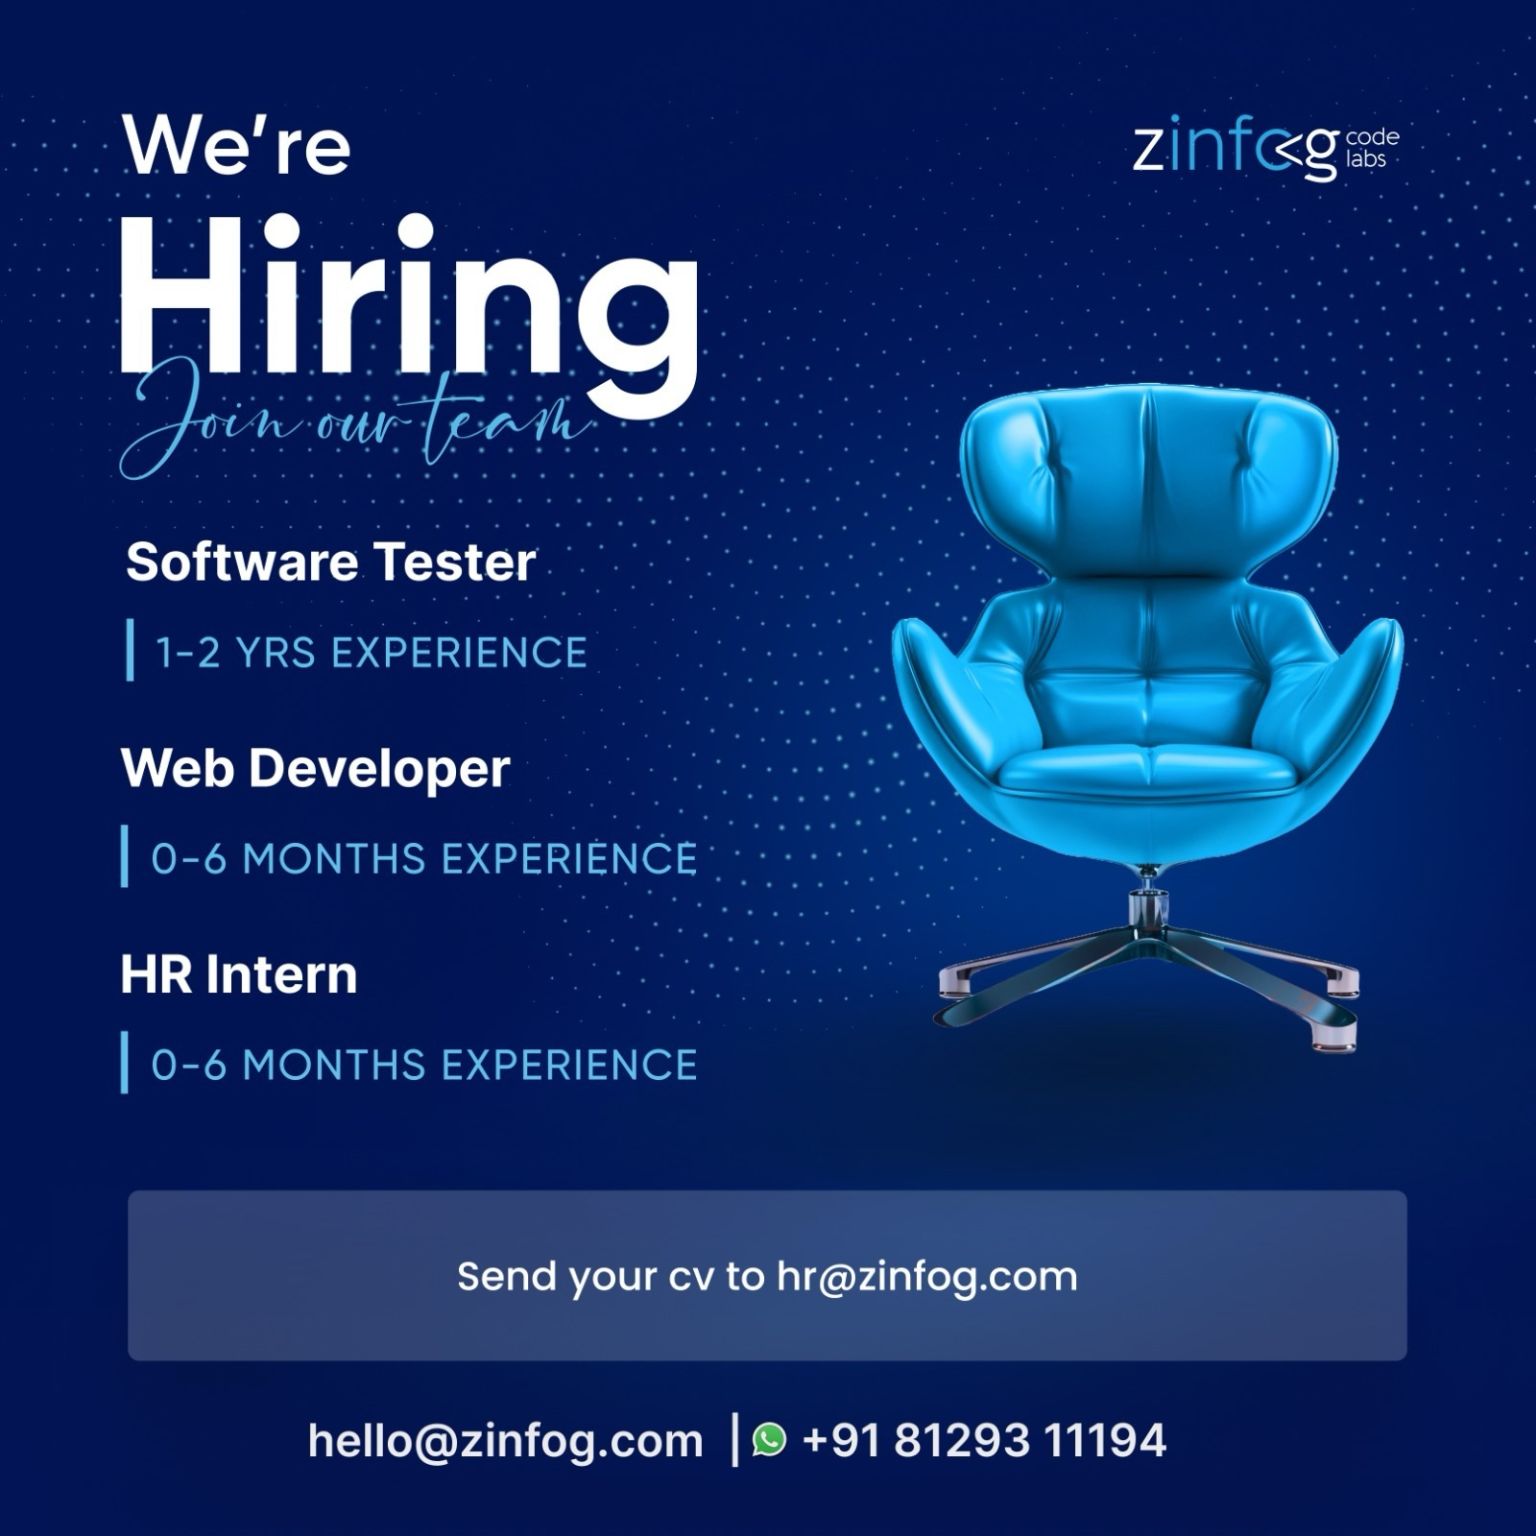 We're
zinfog code labs
Hiring
Join our team
Software Tester
1-2 YRS EXPERIENCE
Web Developer
0-6 MONTHS EXPERIENCE
HR Intern
0-6 MONTHS EXPERIENCE
Send your cv to hr@zinfog.com
hello@zinfog.com | +91 81293 11194